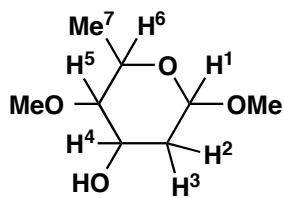 Me⁷ H⁶
H⁵ O H¹
MeO OMe
H⁴ H²
HO H³